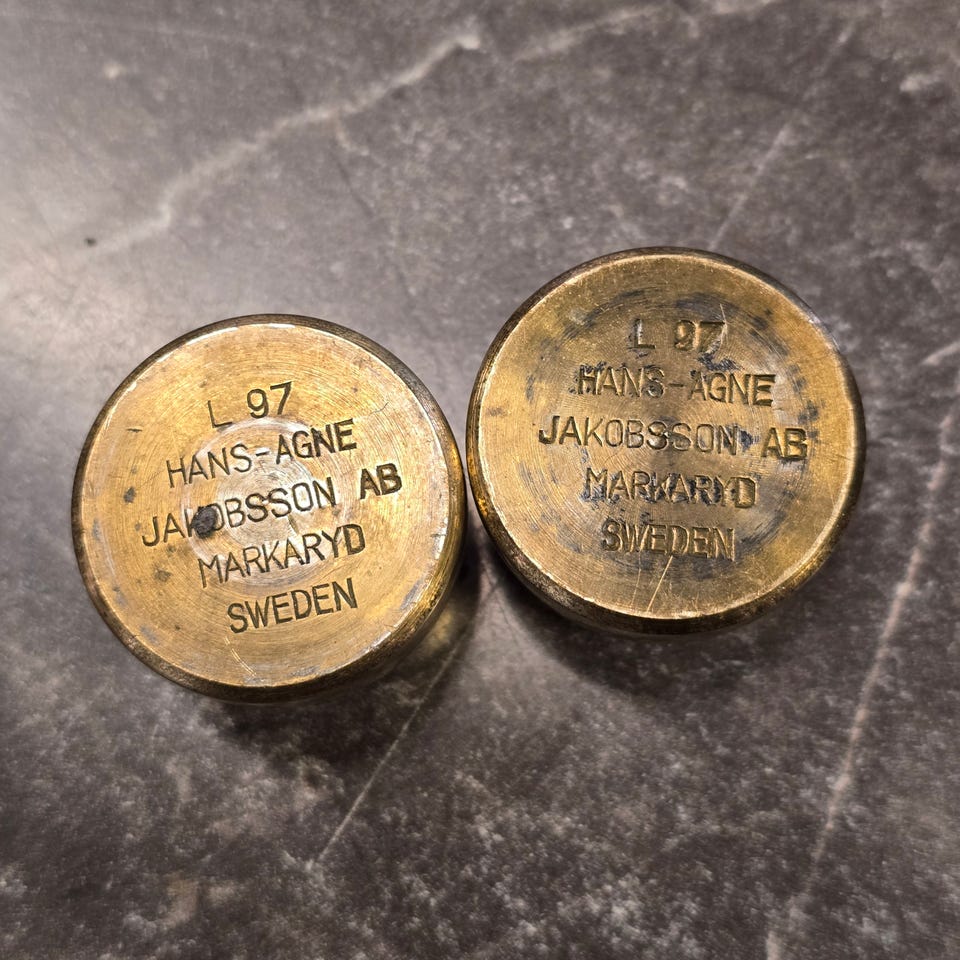 L 97
HANS-AGNE
JAKOBSSON AB
MARKARYD
SWEDEN
L 97
HANS-AGNE
JAKOBSSON AB
MARKARYD
SWEDEN